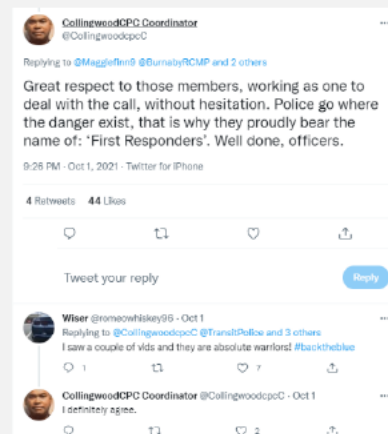 CollingwoodCPC Coordinator
@CollingwoodcpcC
Replying to @Maggiefinn9 @BurnabyRCMP and 2 others
Great respect to those members, working as one to
deal with the call, without hesitation. Police go where
the danger exist, that is why they proudly bear the
name of: ‘First Responders’. Well done, officers.
9:26 PM · Oct 1, 2021 · Twitter for iPhone
4 Retweets 44 Likes
Tweet your reply
Reply
Wiser @romeowhiskey96 · Oct 1
Replying to @CollingwoodcpcC @TransitPolice and 3 others
I saw a couple of vids and they are absolute warriors! #backtheblue
1
7
CollingwoodCPC Coordinator @CollingwoodcpcC · Oct 1
I definitely agree.
2